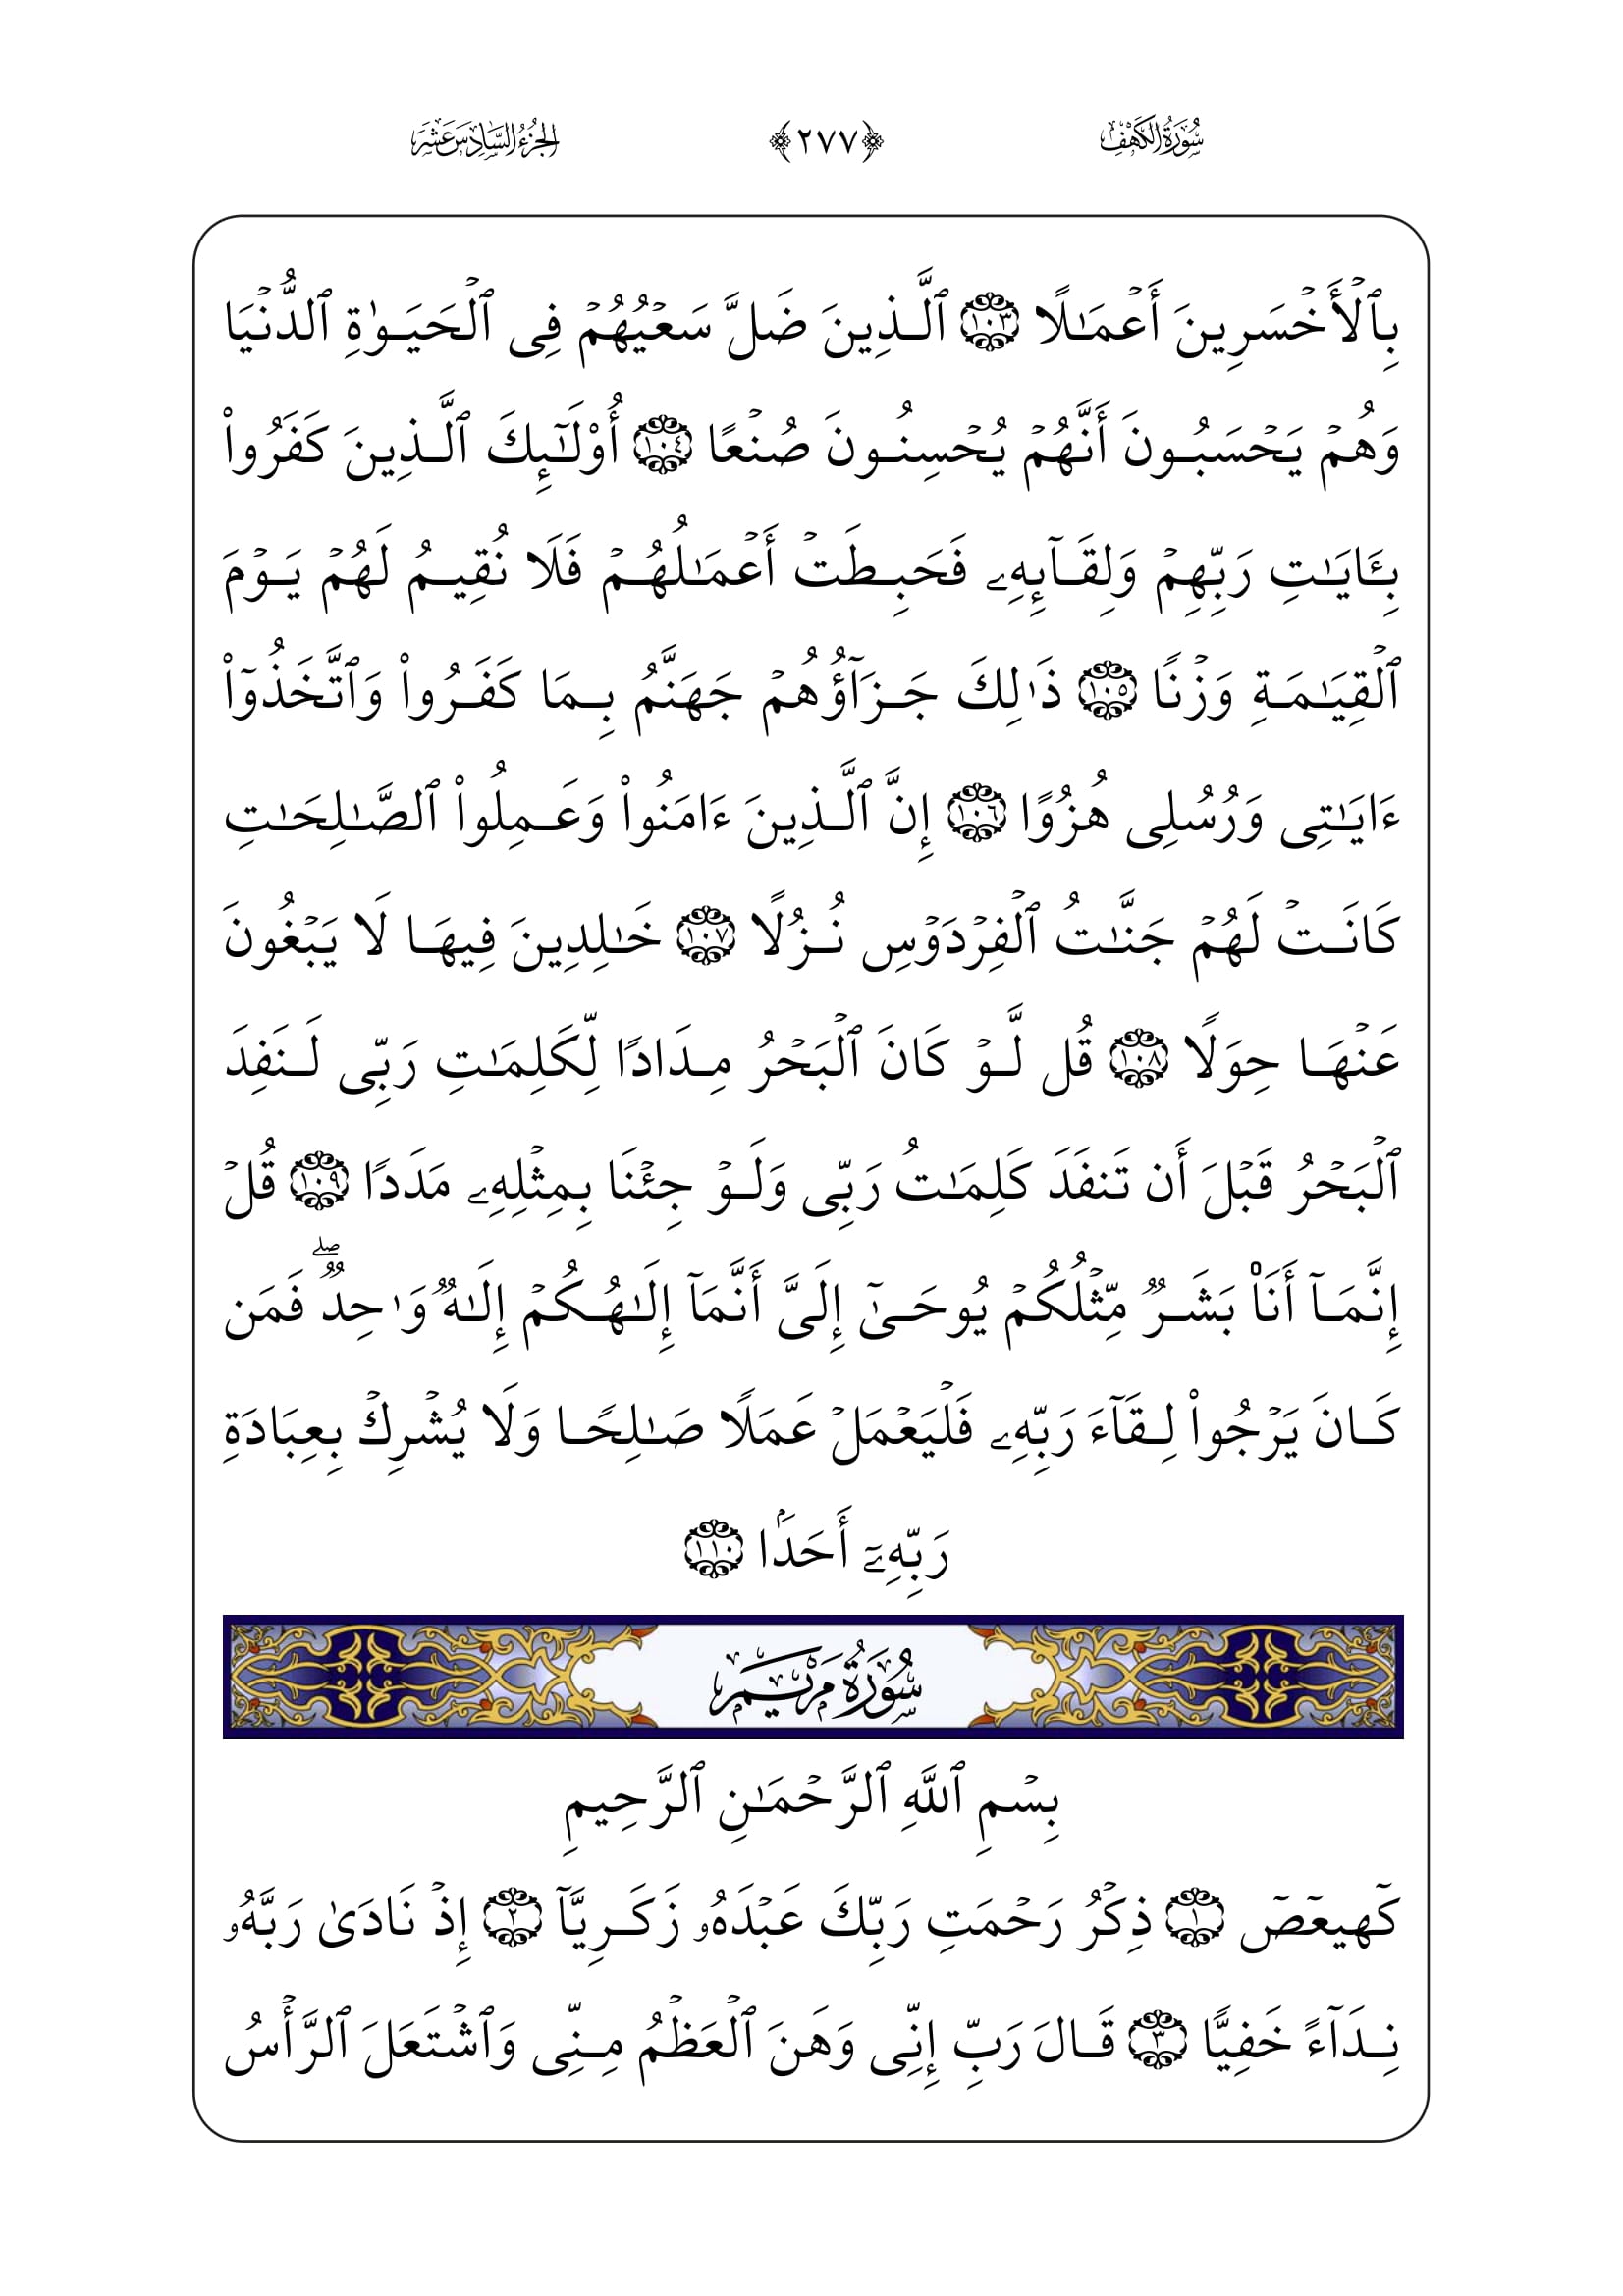 سُورَةُ الكَهْفِ ﴿٢٧٧﴾ الجُزْءُ السَّادِسَ عَشَرَ
بِٱلۡأَخۡسَرِينَ أَعۡمَٰلًا ١٠٣ ٱلَّذِينَ ضَلَّ سَعۡيُهُمۡ فِى ٱلۡحَيَوٰةِ ٱلدُّنۡيَا
وَهُمۡ يَحۡسَبُونَ أَنَّهُمۡ يُحۡسِنُونَ صُنۡعًا ١٠٤ أُوْلَٰٓئِكَ ٱلَّذِينَ كَفَرُواْ
بِـَٔايَٰتِ رَبِّهِمۡ وَلِقَآئِهِۦ فَحَبِطَتۡ أَعۡمَٰلُهُمۡ فَلَا نُقِيمُ لَهُمۡ يَوۡمَ
ٱلۡقِيَٰمَةِ وَزۡنًا ١٠٥ ذَٰلِكَ جَزَآؤُهُمۡ جَهَنَّمُ بِمَا كَفَرُواْ وَٱتَّخَذُوٓاْ
ءَايَٰتِى وَرُسُلِى هُزُوًا ١٠٦ إِنَّ ٱلَّذِينَ ءَامَنُواْ وَعَمِلُواْ ٱلصَّٰلِحَٰتِ
كَانَتۡ لَهُمۡ جَنَّٰتُ ٱلۡفِرۡدَوۡسِ نُزُلًا ١٠٧ خَٰلِدِينَ فِيهَا لَا يَبۡغُونَ
عَنۡهَا حِوَلًا ١٠٨ قُل لَّوۡ كَانَ ٱلۡبَحۡرُ مِدَادًا لِّكَلِمَٰتِ رَبِّى لَنَفِدَ
ٱلۡبَحۡرُ قَبۡلَ أَن تَنفَدَ كَلِمَٰتُ رَبِّى وَلَوۡ جِئۡنَا بِمِثۡلِهِۦ مَدَدًا ١٠٩ قُلۡ
إِنَّمَآ أَنَا۠ بَشَرٌ مِّثۡلُكُمۡ يُوحَىٰٓ إِلَىَّ أَنَّمَآ إِلَٰهُكُمۡ إِلَٰهٌ وَٰحِدٌۖ فَمَن
كَانَ يَرۡجُواْ لِقَآءَ رَبِّهِۦ فَلۡيَعۡمَلۡ عَمَلًا صَٰلِحًا وَلَا يُشۡرِكۡ بِعِبَادَةِ
رَبِّهِۦٓ أَحَدَۢا ١١٠
سُورَةُ مَرۡيَمَ
بِسۡمِ ٱللَّهِ ٱلرَّحۡمَٰنِ ٱلرَّحِيمِ
كٓهيعٓصٓ ١ ذِكۡرُ رَحۡمَتِ رَبِّكَ عَبۡدَهُۥ زَكَرِيَّآ ٢ إِذۡ نَادَىٰ رَبَّهُۥ
نِدَآءً خَفِيًّا ٣ قَالَ رَبِّ إِنِّى وَهَنَ ٱلۡعَظۡمُ مِنِّى وَٱشۡتَعَلَ ٱلرَّأۡسُ